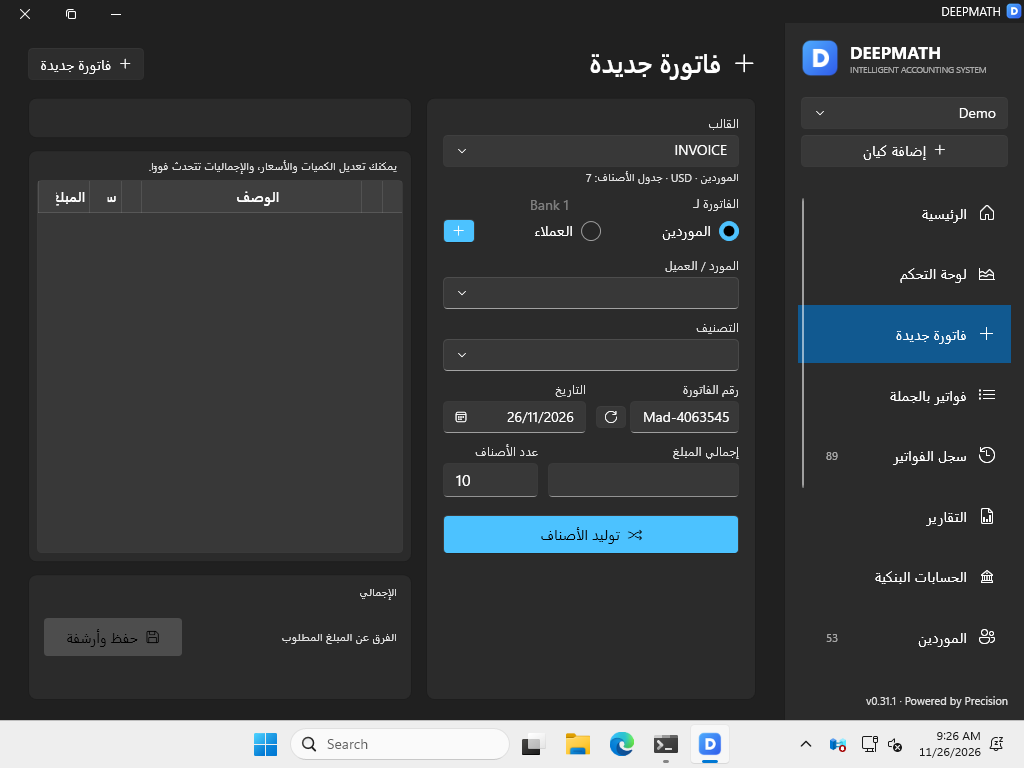 DEEPMATH
DEEPMATH
INTELLIGENT ACCOUNTING SYSTEM
Demo
إضافة كيان
الرئيسية
لوحة التحكم
فاتورة جديدة
فواتير بالجملة
سجل الفواتير
89
التقارير
الحسابات البنكية
الموردين
53
v0.31.1 · Powered by Precision
فاتورة جديدة
فاتورة جديدة
القالب
INVOICE
الموردين · USD · جدول الأصناف: 7
الفاتورة لـ
Bank 1
الموردين
العملاء
المورد / العميل
التصنيف
رقم الفاتورة
التاريخ
Mad-4063545
26/11/2026
إجمالي المبلغ
عدد الأصناف
10
توليد الأصناف
يمكنك تعديل الكميات والأسعار، والإجماليات تتحدث فورًا.
الوصف
س
المبلغ
الإجمالي
الفرق عن المبلغ المطلوب
حفظ وأرشفة
Search
9:26 AM
11/26/2026